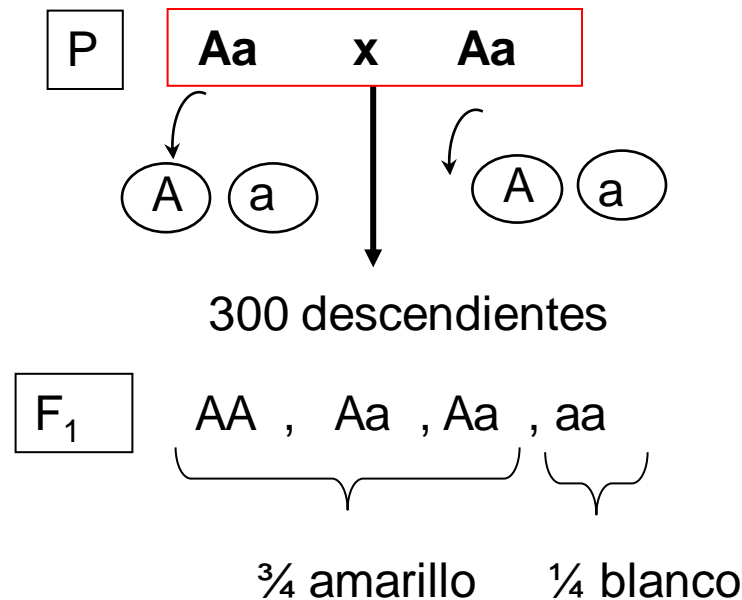 P Aa x Aa
A a A a
300 descendientes
F₁ AA , Aa , Aa , aa
¾ amarillo ¼ blanco